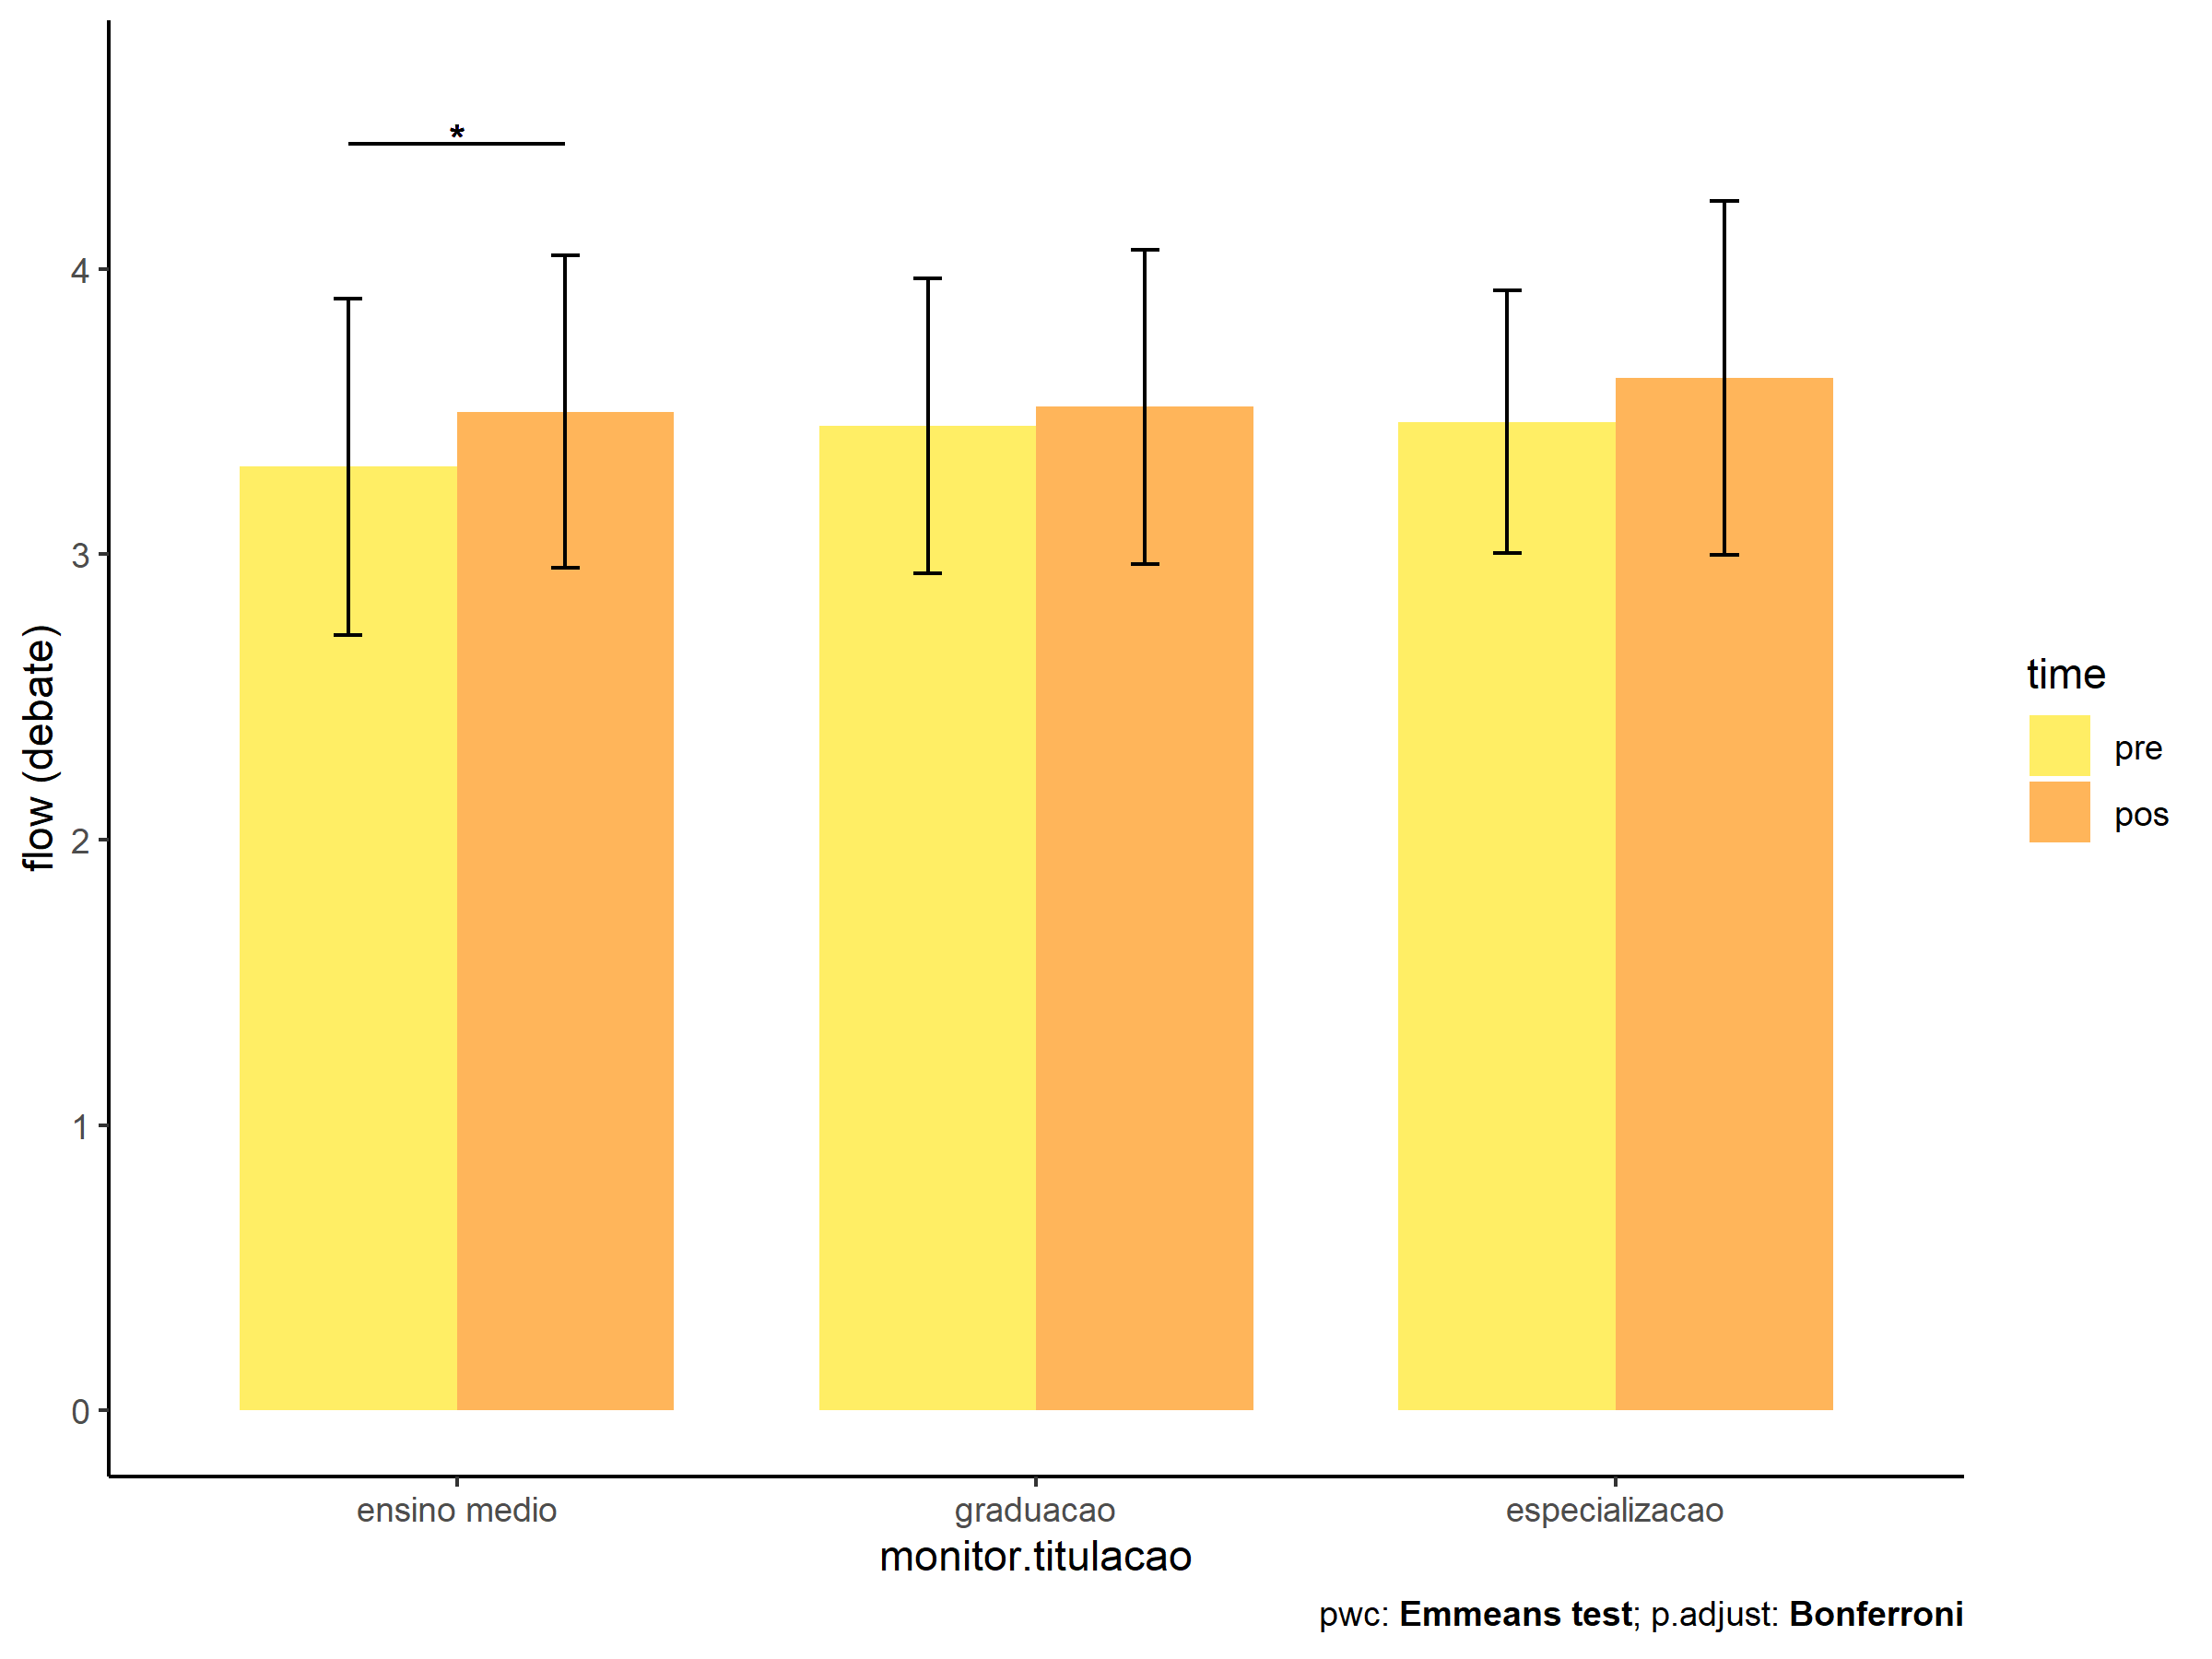 *
4
3
2
1
0
flow (debate)
ensino medio
graduacao
especializacao
monitor.titulacao
time
pre
pos
pwc: Emmeans test; p.adjust: Bonferroni